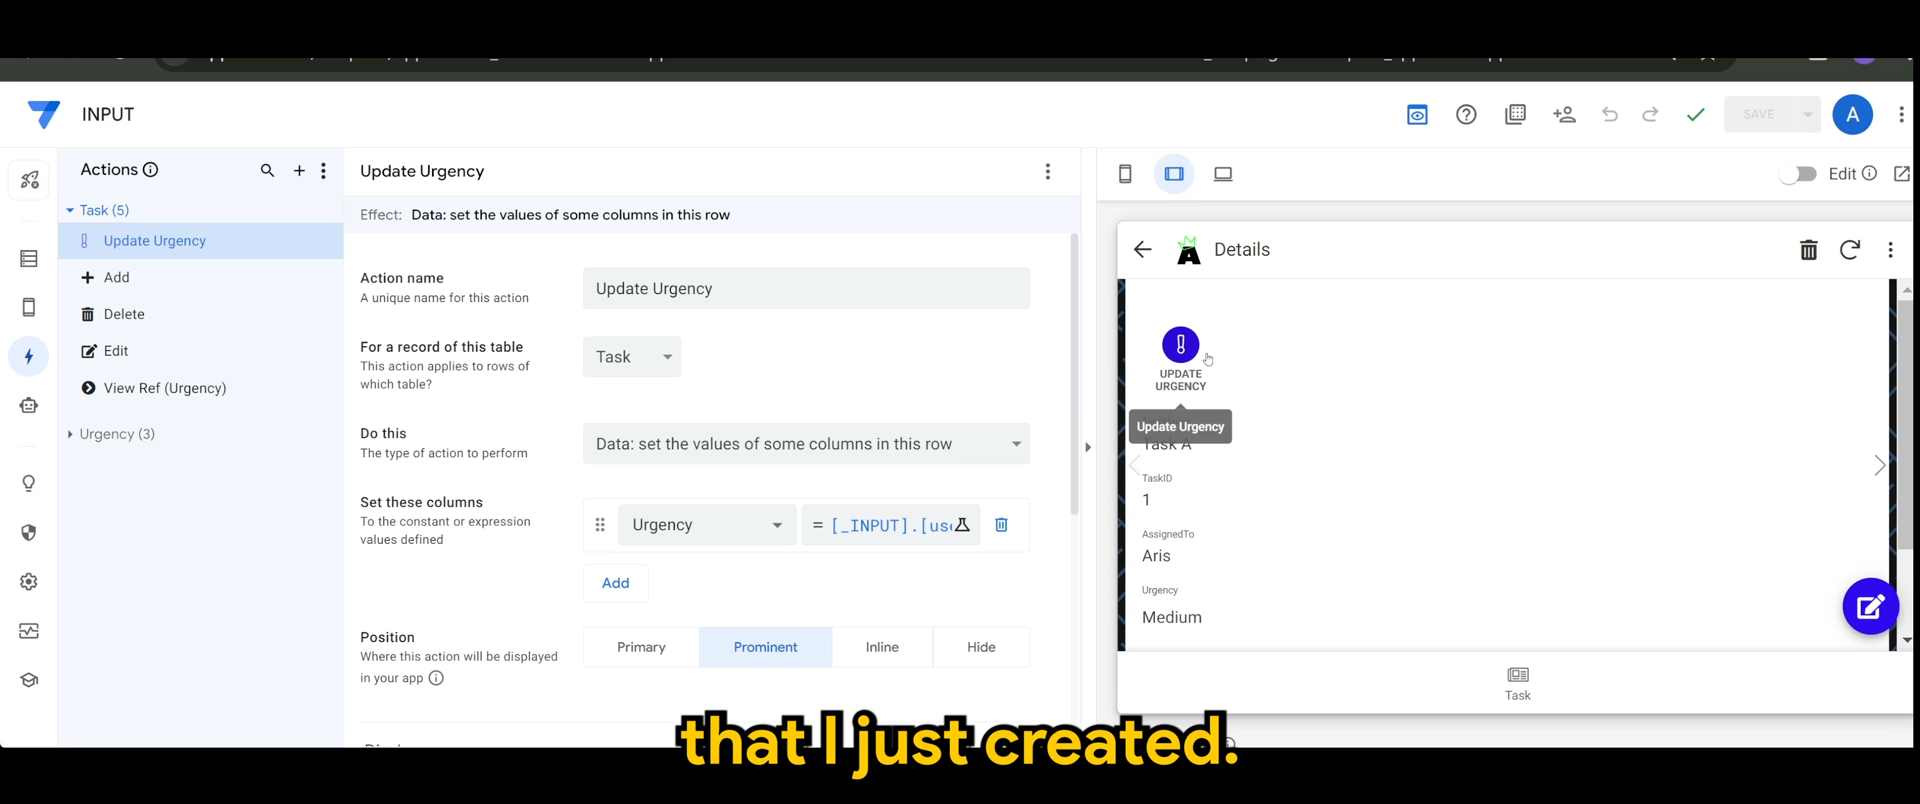 INPUT
SAVE
A
Actions
Task (5)
Update Urgency
Add
Delete
Edit
View Ref (Urgency)
Urgency (3)
Update Urgency
Effect: Data: set the values of some columns in this row
Action name
A unique name for this action
Update Urgency
For a record of this table
This action applies to rows of
which table?
Task
Do this
The type of action to perform
Data: set the values of some columns in this row
Set these columns
To the constant or expression
values defined
Urgency
= [_INPUT].[us
Add
Position
Where this action will be displayed
in your app
Primary
Prominent
Inline
Hide
Edit
A
Details
UPDATE
URGENCY
Update Urgency
Task A
TaskID
1
AssignedTo
Aris
Urgency
Medium
Task
that I just created.